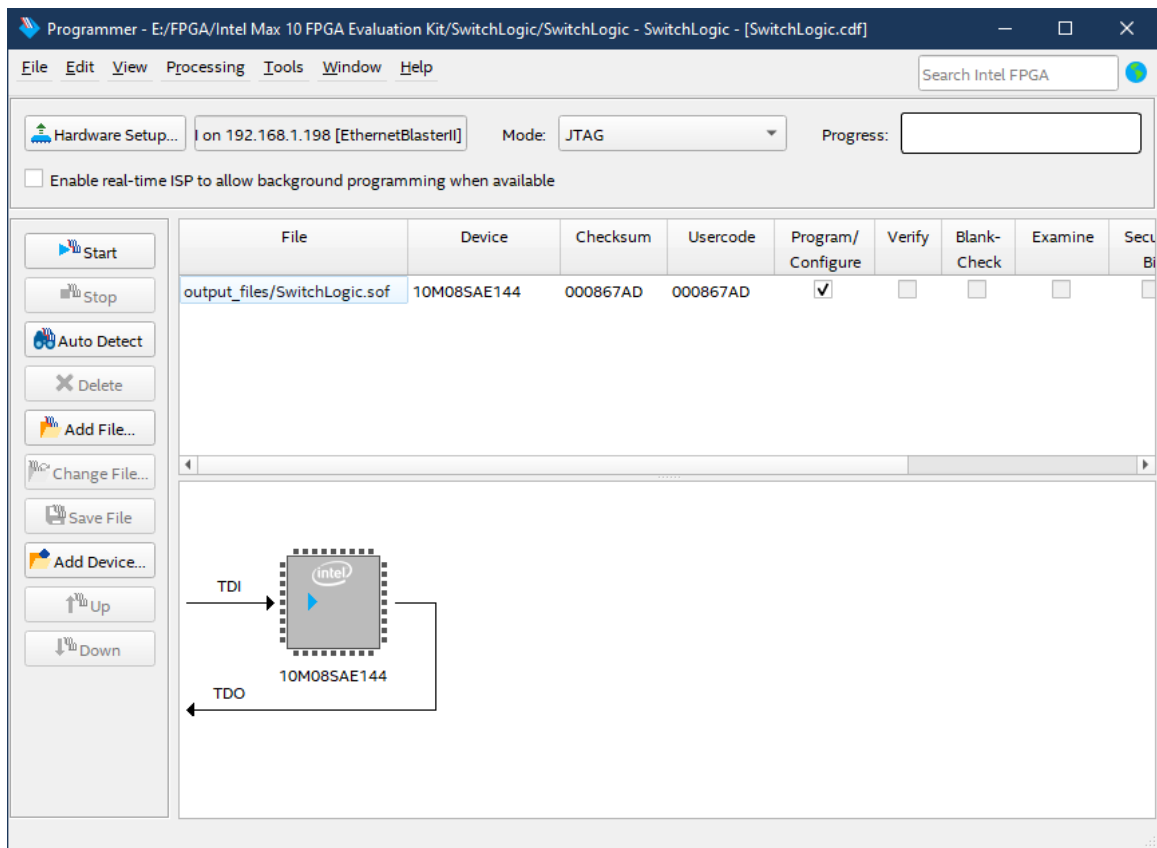 Programmer - E:/FPGA/Intel Max 10 FPGA Evaluation Kit/SwitchLogic/SwitchLogic - SwitchLogic - [SwitchLogic.cdf]
File Edit View Processing Tools Window Help
Search Intel FPGA
Hardware Setup... I on 192.168.1.198 [EthernetBlasterII] Mode: JTAG Progress:
Enable real-time ISP to allow background programming when available
File Device Checksum Usercode Program/ Verify Blank- Examine Secu
Configure Check Bi
output_files/SwitchLogic.sof 10M08SAE144 000867AD 000867AD
Start
Stop
Auto Detect
Delete
Add File...
Change File...
Save File
Add Device...
Up
Down
intel
TDI
10M08SAE144
TDO